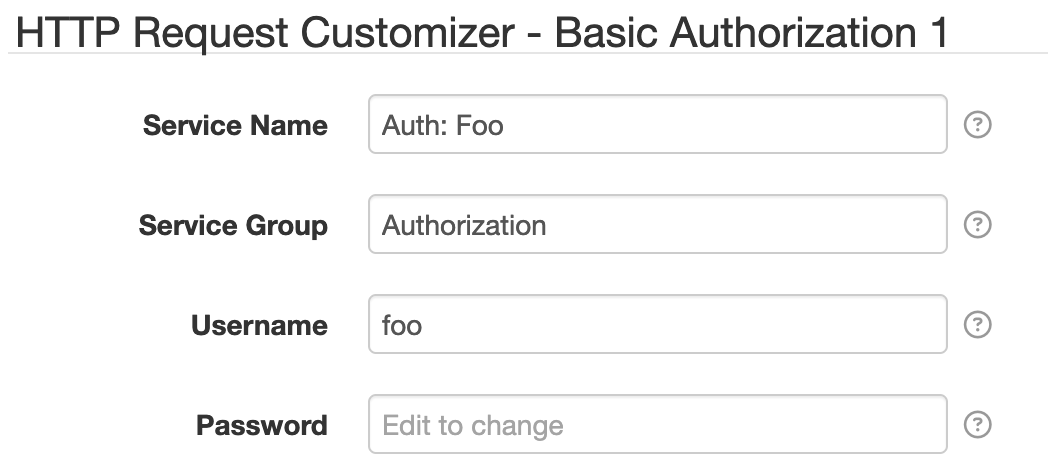 HTTP Request Customizer - Basic Authorization 1
Service Name Auth: Foo ?
Service Group Authorization ?
Username foo ?
Password Edit to change ?